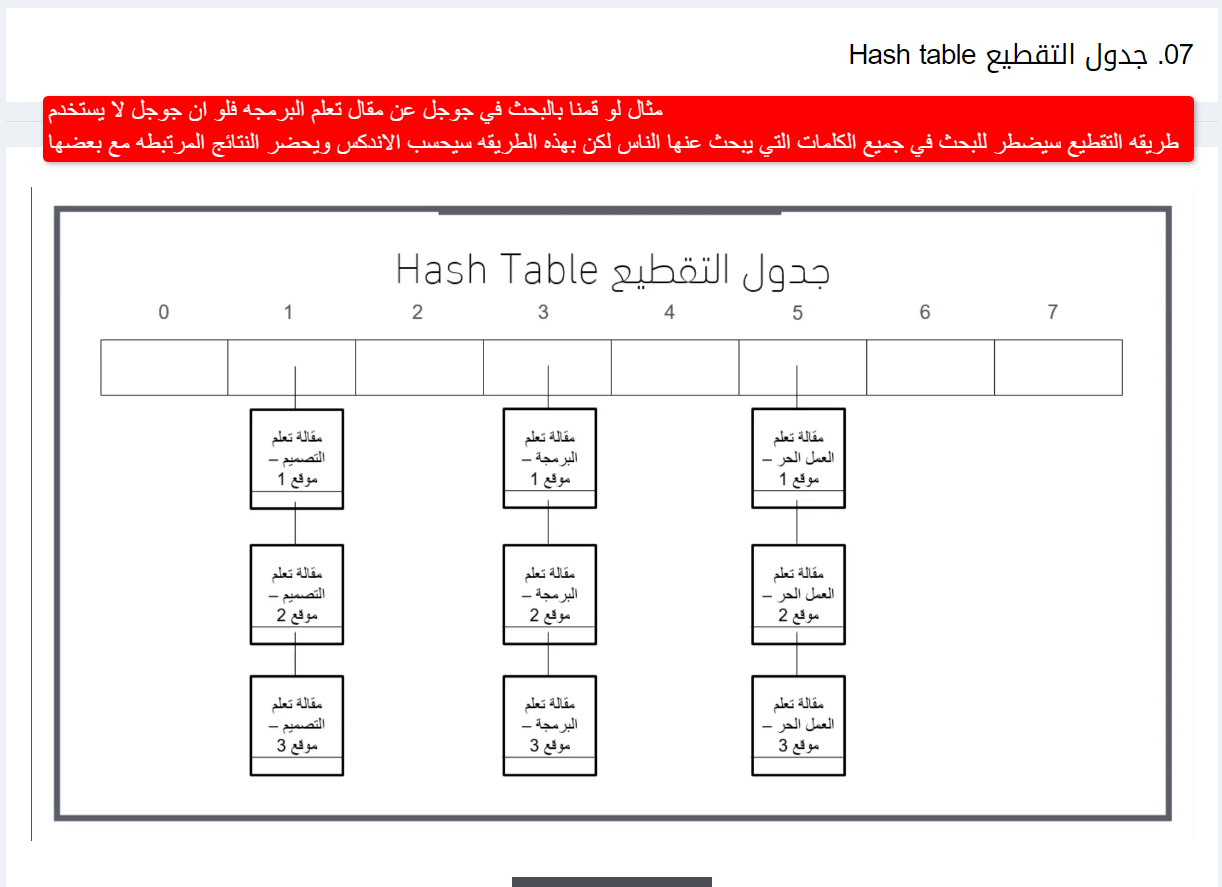 07. جدول التقطيع Hash table
مثال لو قمنا بالبحث في جوجل عن مقال تعلم البرمجه فلو ان جوجل لا يستخدم
طريقه التقطيع سيضطر للبحث في جميع الكلمات التي يبحث عنها الناس لكن بهذه الطريقه سيحسب الاندكس ويحضر النتائج المرتبطه مع بعضها
جدول التقطيع Hash Table
0 1 2 3 4 5 6 7
مقالة تعلم
التصميم –
موقع 1
مقالة تعلم
البرمجة –
موقع 1
مقالة تعلم
العمل الحر –
موقع 1
مقالة تعلم
التصميم –
موقع 2
مقالة تعلم
البرمجة –
موقع 2
مقالة تعلم
العمل الحر –
موقع 2
مقالة تعلم
التصميم –
موقع 3
مقالة تعلم
البرمجة –
موقع 3
مقالة تعلم
العمل الحر –
موقع 3